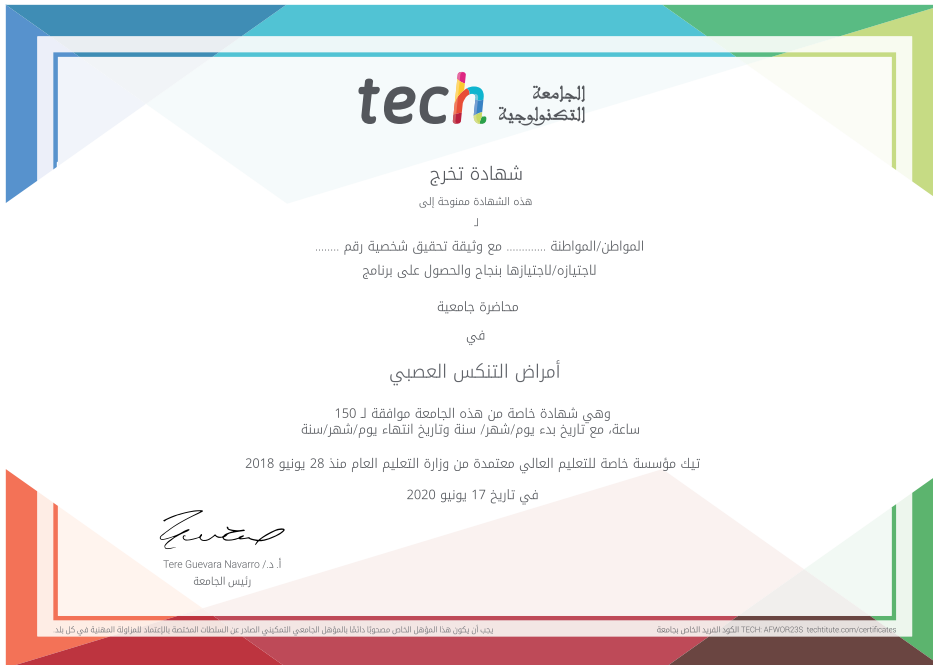 tech الجامعة
التكنولوجية
شهادة تخرج
هذه الشهادة ممنوحة إلى
لـ
المواطن/المواطنة ............ مع وثيقة تحقيق شخصية رقم ........
لاجتيازه/لاجتيازها بنجاح والحصول على برنامج
محاضرة جامعية
في
أمراض التنكس العصبي
وهي شهادة خاصة من هذه الجامعة موافقة لـ 150
ساعة، مع تاريخ بدء يوم/شهر/ سنة وتاريخ انتهاء يوم/شهر/سنة
تيك مؤسسة خاصة للتعليم العالي معتمدة من وزارة التعليم العام منذ 28 يونيو 2018
في تاريخ 17 يونيو 2020
أ. د./ Tere Guevara Navarro
رئيس الجامعة
يجب أن يكون هذا المؤهل الخاص مصحوبًا دائمًا بالمؤهل الجامعي التمكيني الصادر عن السلطات المختصة بالإعتماد للمزاولة المهنية في كل بلد.
الكود الفريد الخاص بجامعة TECH: AFWOR23S techtitute.com/certificates